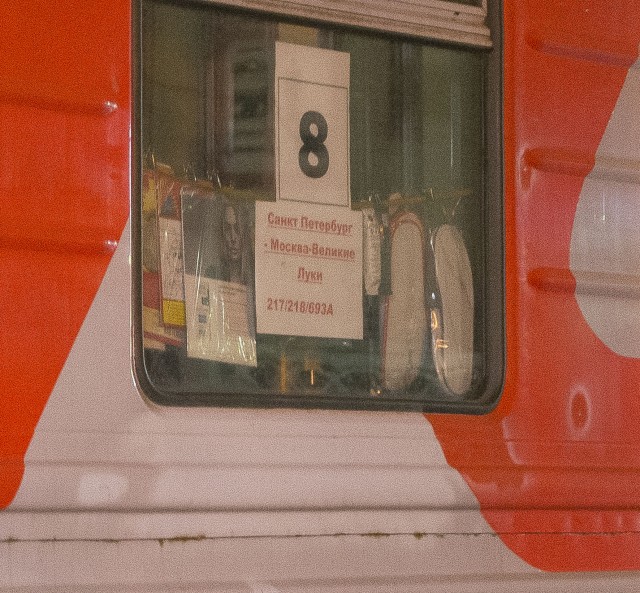 8
Санкт Петербург
- Москва-Великие
Луки
217/218/693А